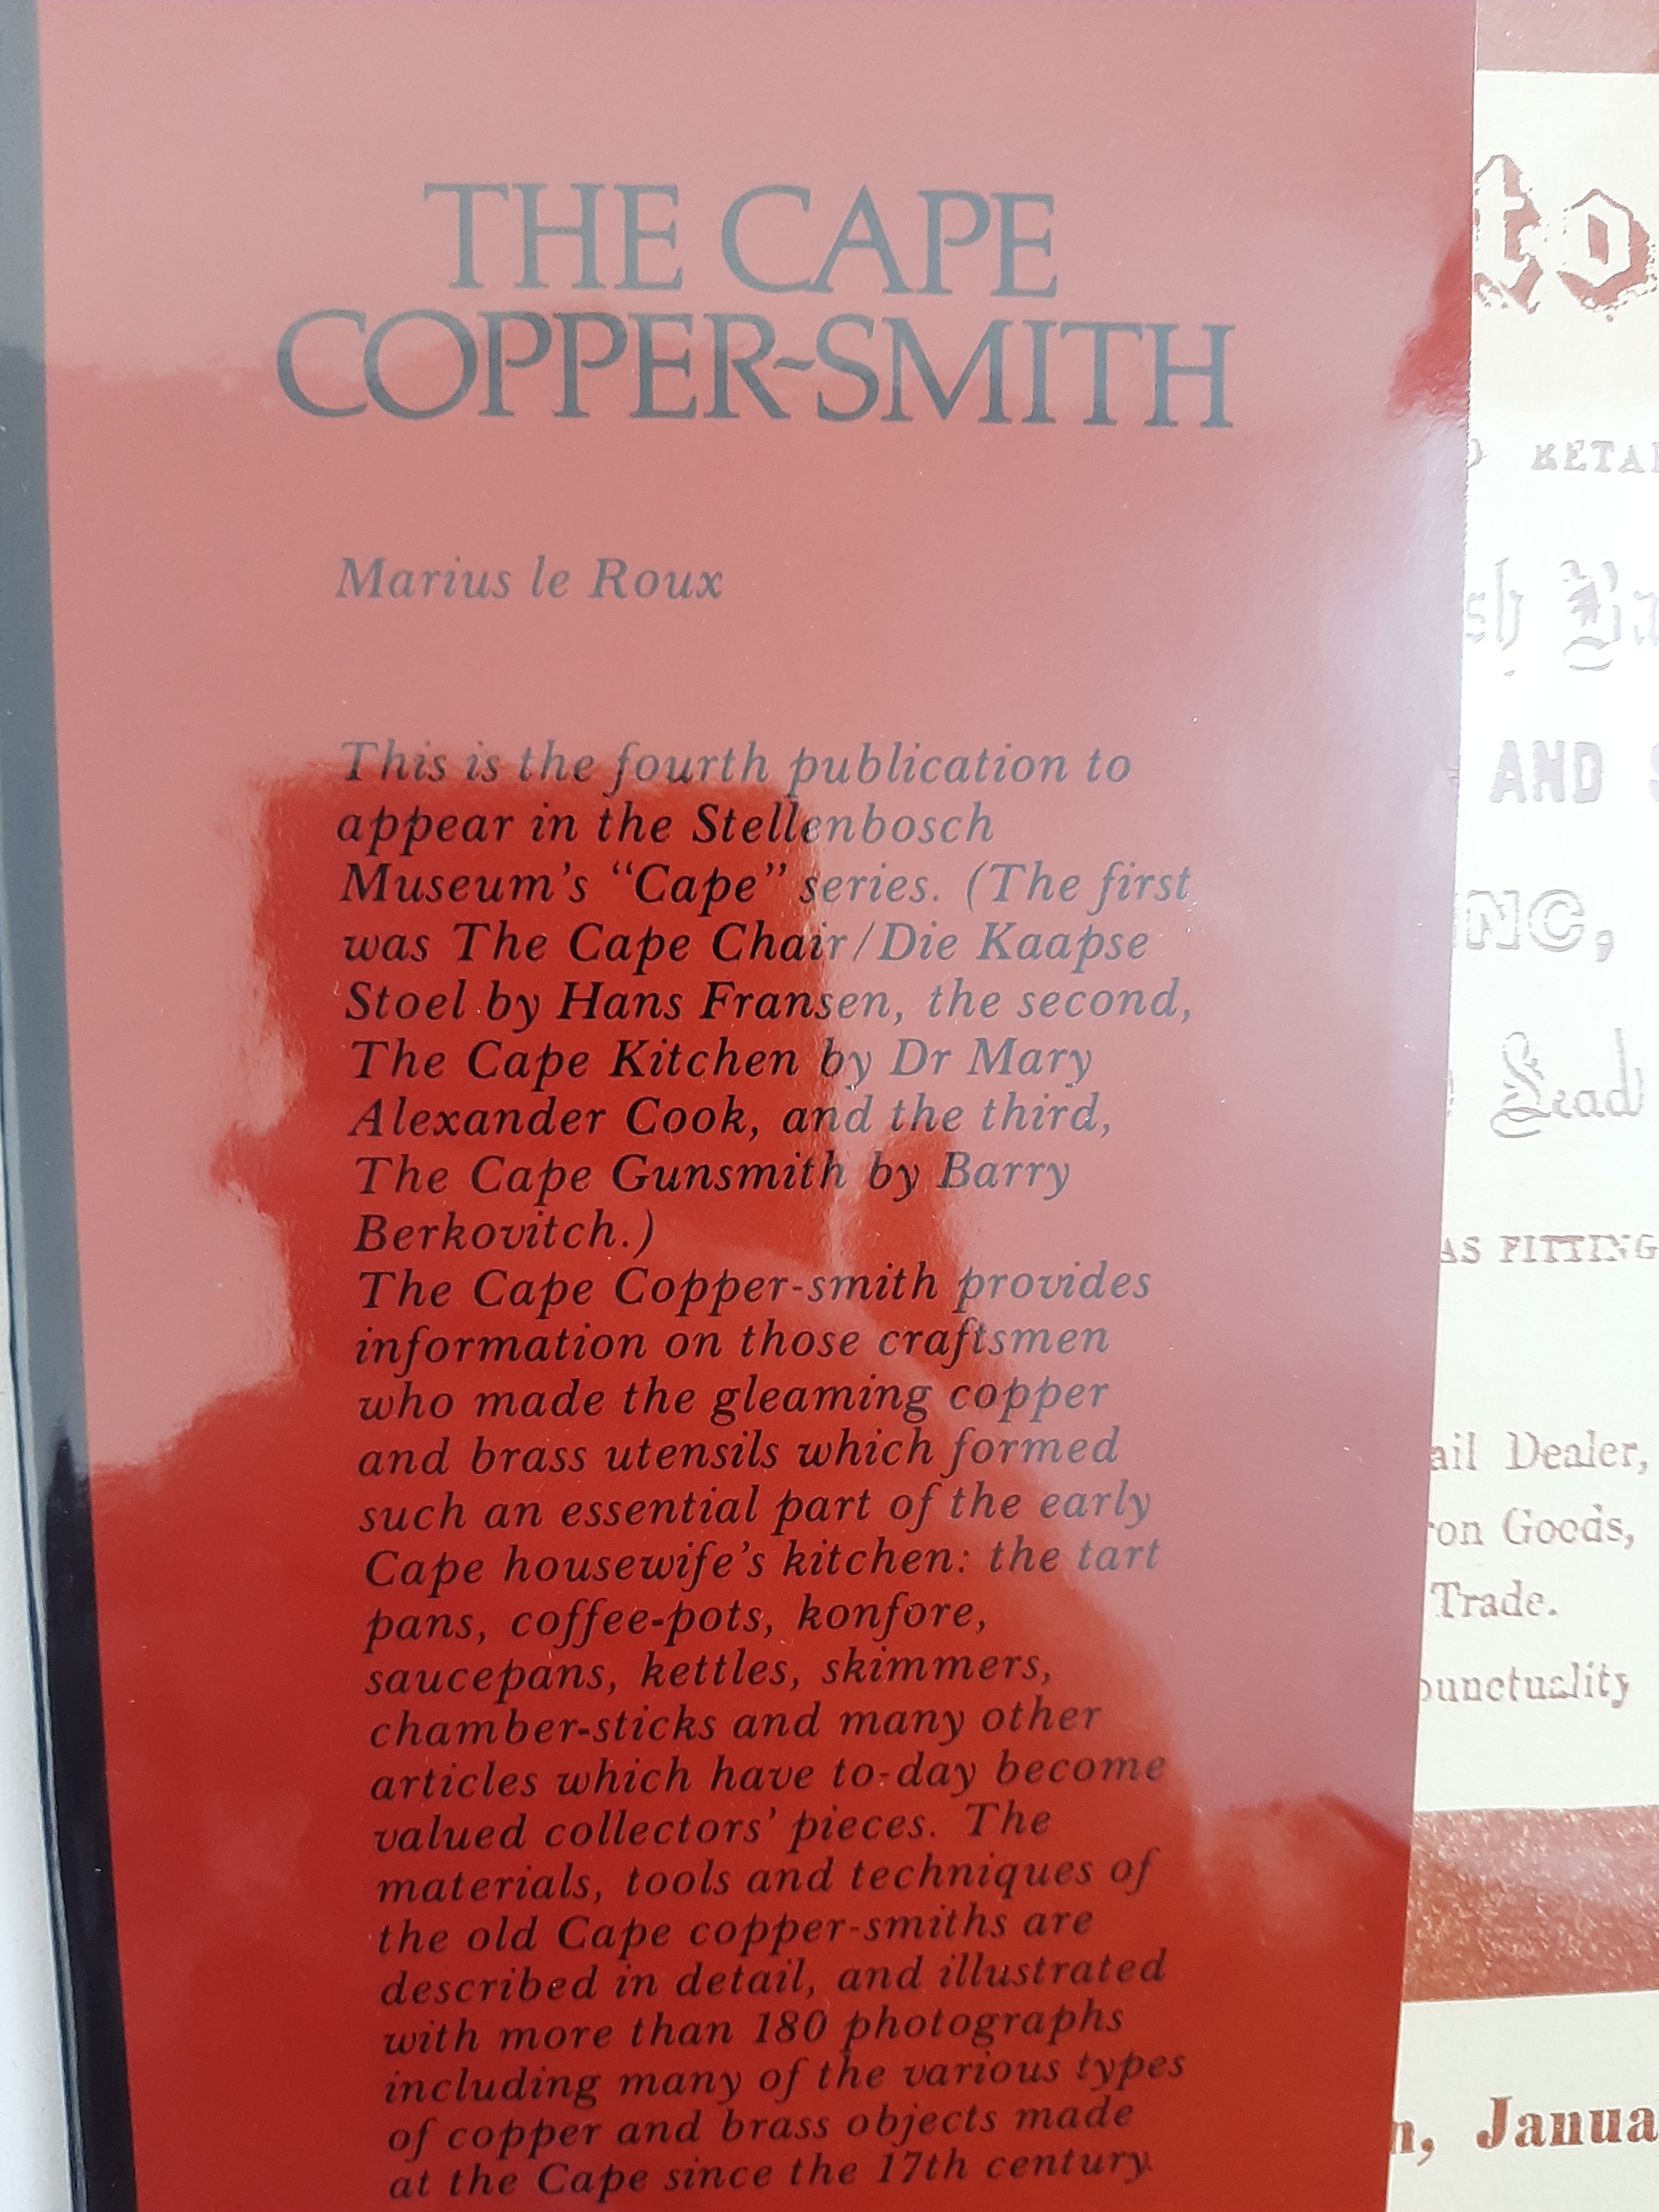 THE CAPE
COPPER-SMITH
Marius le Roux
This is the fourth publication to
appear in the Stellenbosch
Museum's “Cape” series. (The first
was The Cape Chair/Die Kaapse
Stoel by Hans Fransen, the second,
The Cape Kitchen by Dr Mary
Alexander Cook, and the third,
The Cape Gunsmith by Barry
Berkovitch.)
The Cape Copper-smith provides
information on those craftsmen
who made the gleaming copper
and brass utensils which formed
such an essential part of the early
Cape housewife's kitchen: the tart
pans, coffee-pots, konfore,
saucepans, kettles, skimmers,
chamber-sticks and many other
articles which have to-day become
valued collectors' pieces. The
materials, tools and techniques of
the old Cape copper-smiths are
described in detail, and illustrated
with more than 180 photographs
including many of the various types
of copper and brass objects made
at the Cape since the 17th century.
to
AND
Lead
Dealer,
Goods,
Trade.
punctuality